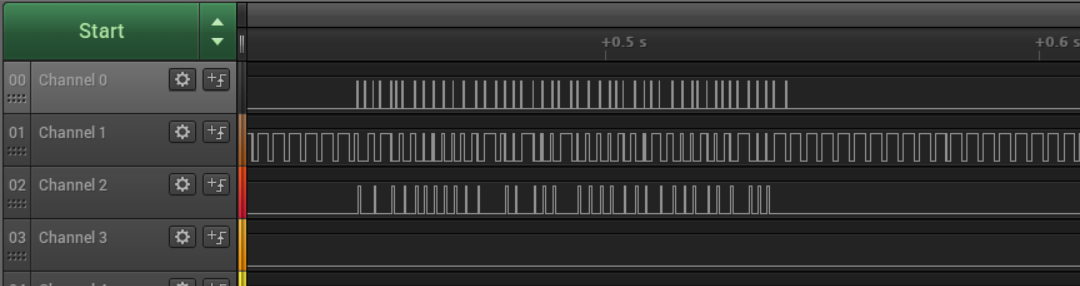 Start
+0.5 s
+0.6 s
00 Channel 0
01 Channel 1
02 Channel 2
03 Channel 3